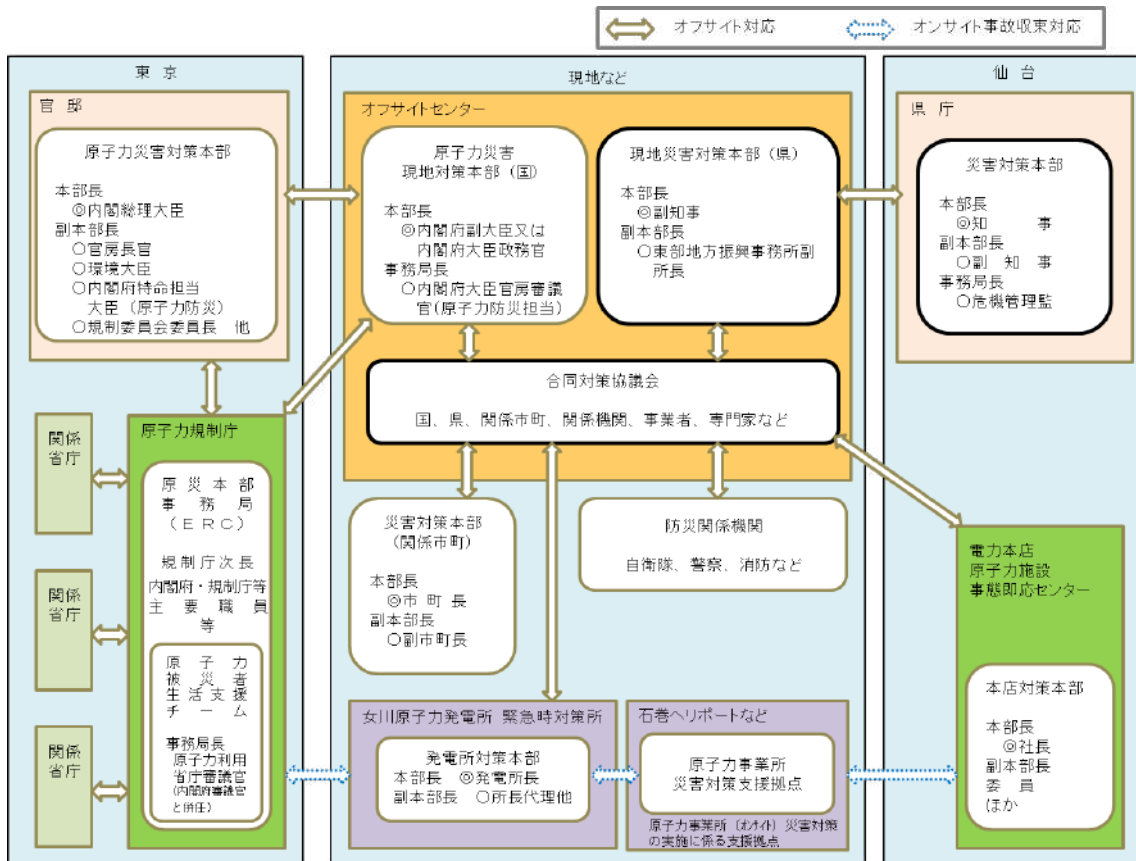 オフサイト対応
オンサイト事故収束対応
東京
官邸
原子力災害対策本部
本部長
◎内閣総理大臣
副本部長
○官房長官
○環境大臣
○内閣府特命担当
大臣（原子力防災）
○規制委員会委員長　他
関係
省庁
関係
省庁
関係
省庁
原子力規制庁
原災本部
事務局
（ＥＲＣ）
規制庁次長
内閣府・規制庁等
主要職員
等
原子力
被災者
生活支援
チーム
事務局長
原子力利用
省庁審議官
(内閣府審議官
と併任)
現地など
オフサイトセンター
原子力災害
現地対策本部（国）
本部長
◎内閣府副大臣又は
内閣府大臣政務官
事務局長
○内閣府大臣官房審議
官(原子力防災担当)
現地災害対策本部（県）
本部長
◎副知事
副本部長
○東部地方振興事務所副
所長
合同対策協議会
国、県、関係市町、関係機関、事業者、専門家など
災害対策本部
(関係市町)
本部長
◎市町長
副本部長
○副市町長
防災関係機関
自衛隊、警察、消防など
女川原子力発電所 緊急時対策所
発電所対策本部
本部長　◎発電所長
副本部長　○所長代理他
石巻ヘリポートなど
原子力事業所
災害対策支援拠点
原子力事業所（オンサイト）災害対策
の実施に係る支援拠点
仙台
県庁
災害対策本部
本部長
◎知　　事
副本部長
○副　知　事
事務局長
○危機管理監
電力本店
原子力施設
事態即応センター
本店対策本部
本部長
◎社長
副本部長
委員
ほか